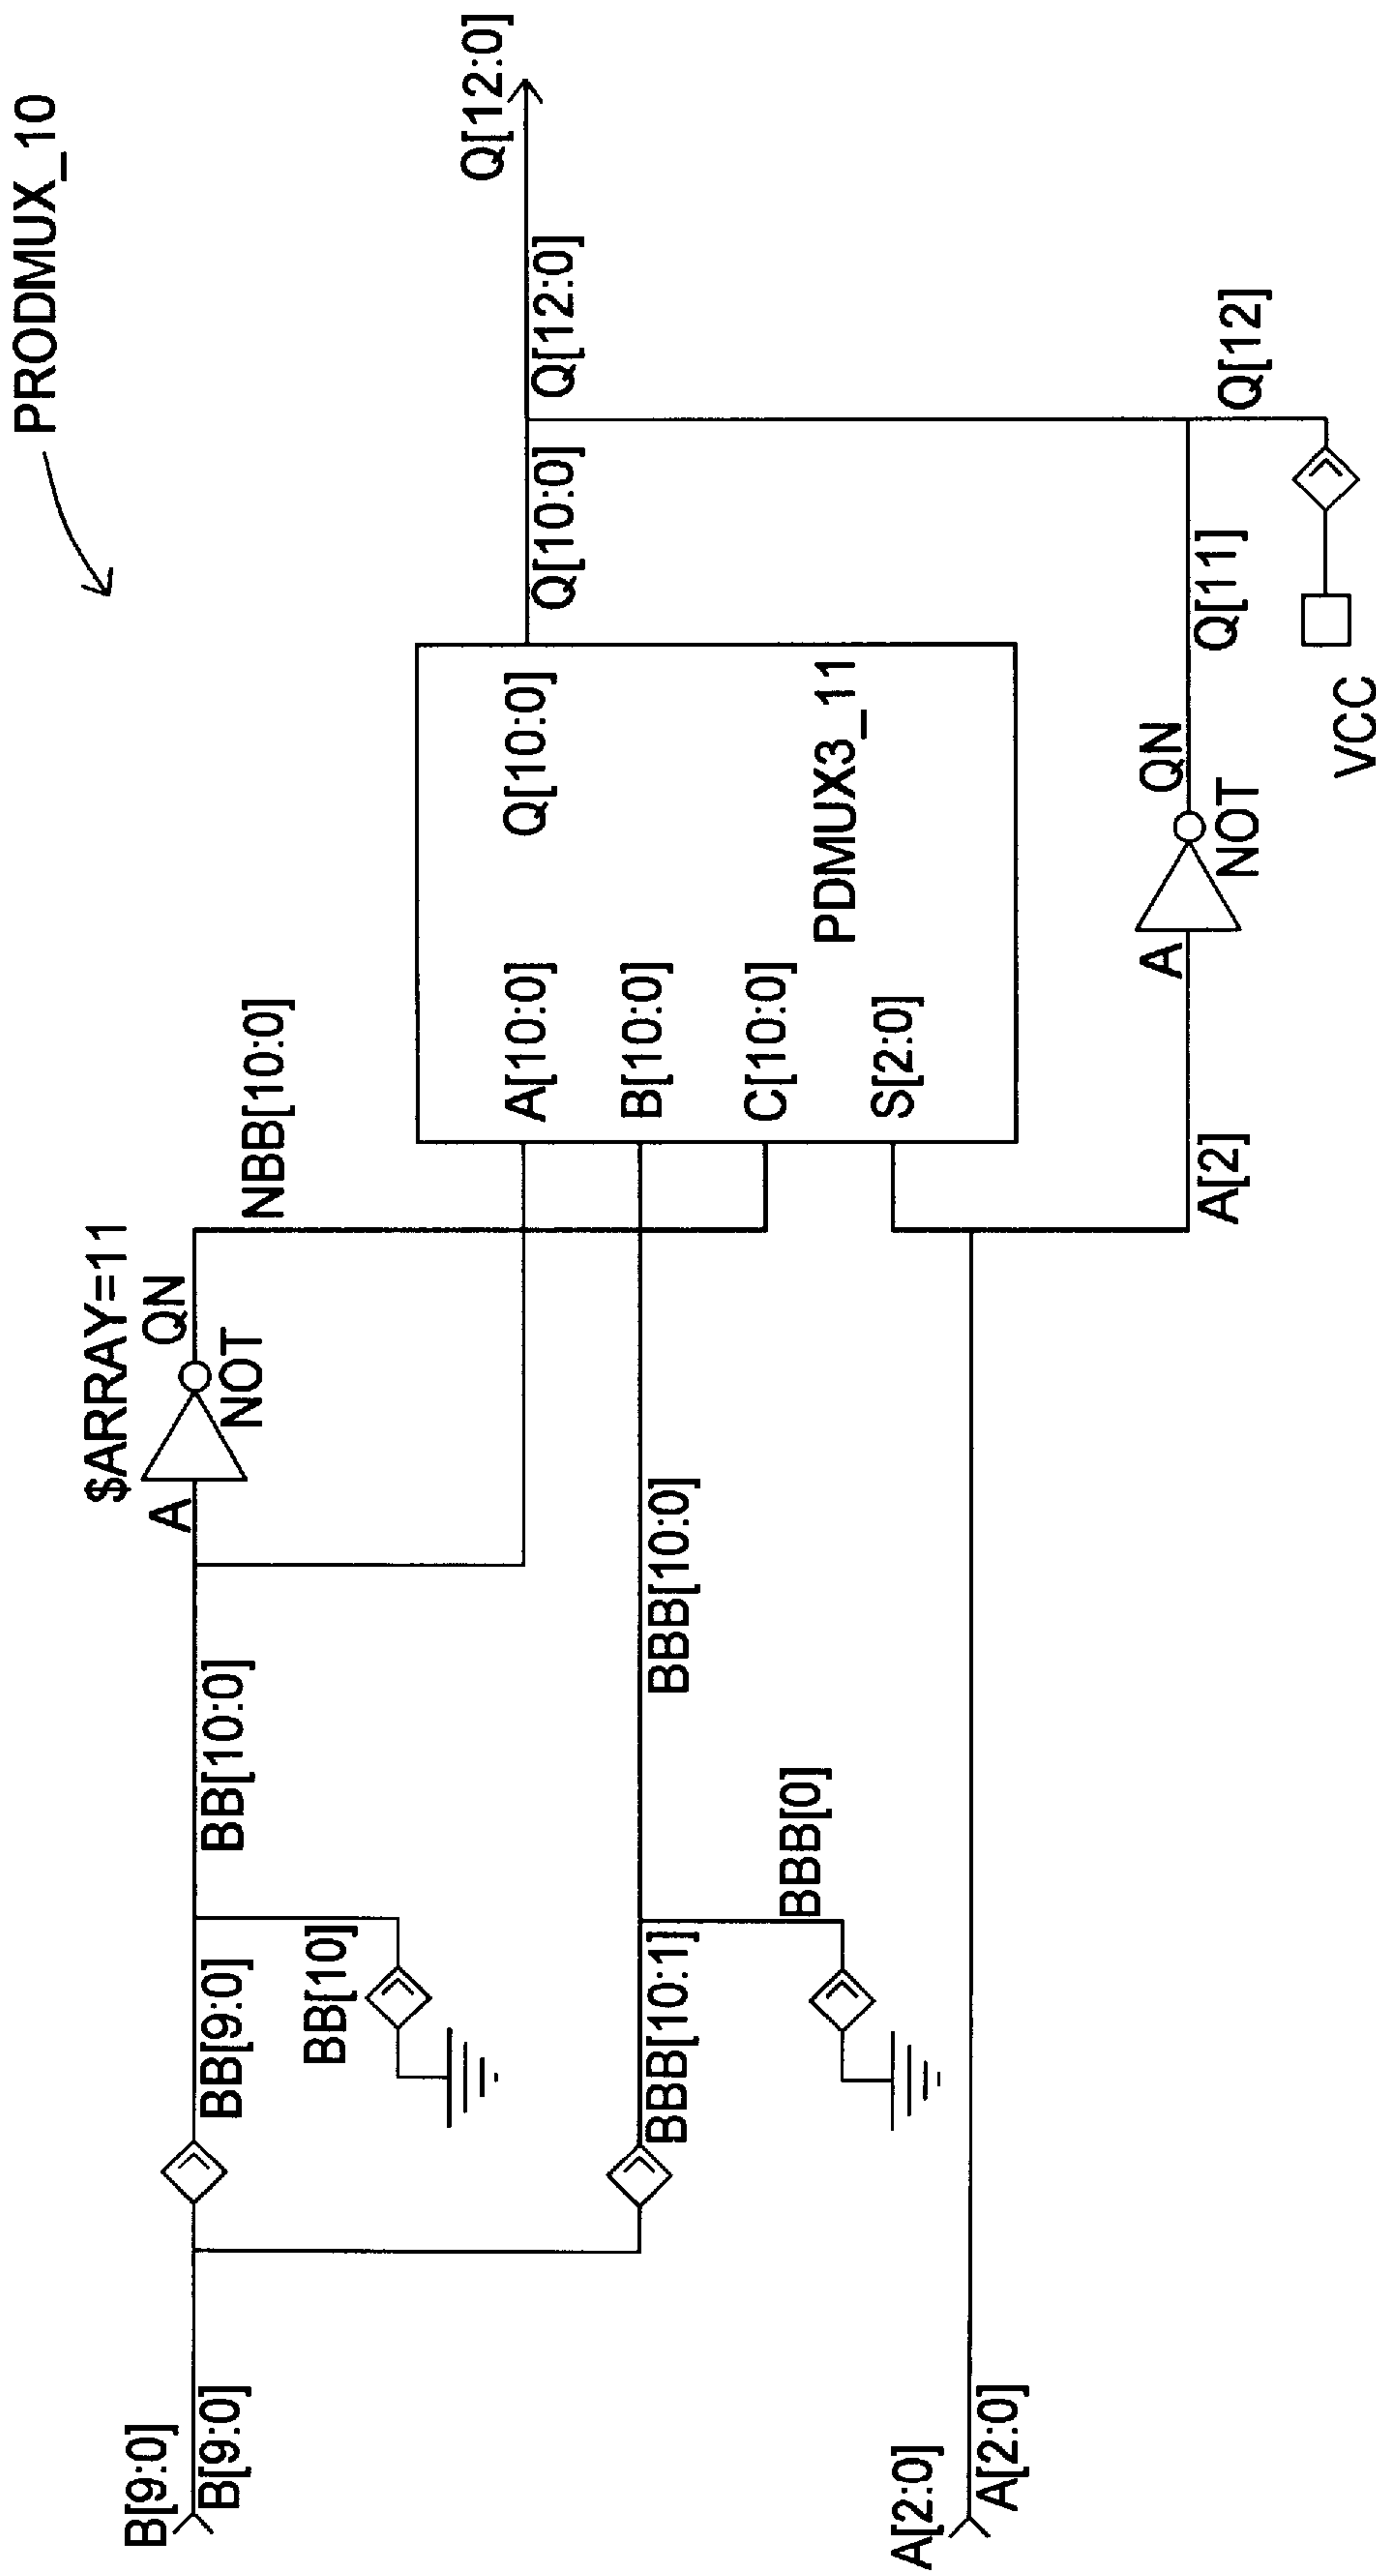 PRODMUX_10
B[9:0]
B[9:0]
BB[9:0]
BB[10]
BB[10:0]
$ARRAY=11
A
QN
NOT
NBB[10:0]
BBB[10:1]
BBB[0]
BBB[10:0]
A[10:0]
B[10:0]
C[10:0]
S[2:0]
Q[10:0]
PDMUX3_11
Q[10:0]
Q[12:0]
Q[12:0]
A[2:0]
A[2:0]
A[2]
A
QN
NOT
Q[11]
Q[12]
VCC